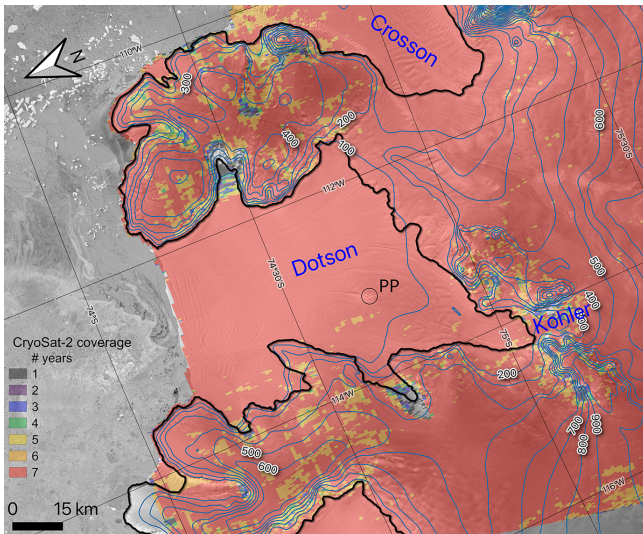 110°W
N
Crosson
300
600
75°30'S
200
400
100
112°W
Dotson
74°30'S
PP
500
400
74°S
Kohler
75°S
CryoSat-2 coverage
# years
1
2
3
4
5
6
7
200
114°W
500
600
700
800
900
116°W
0 15 km